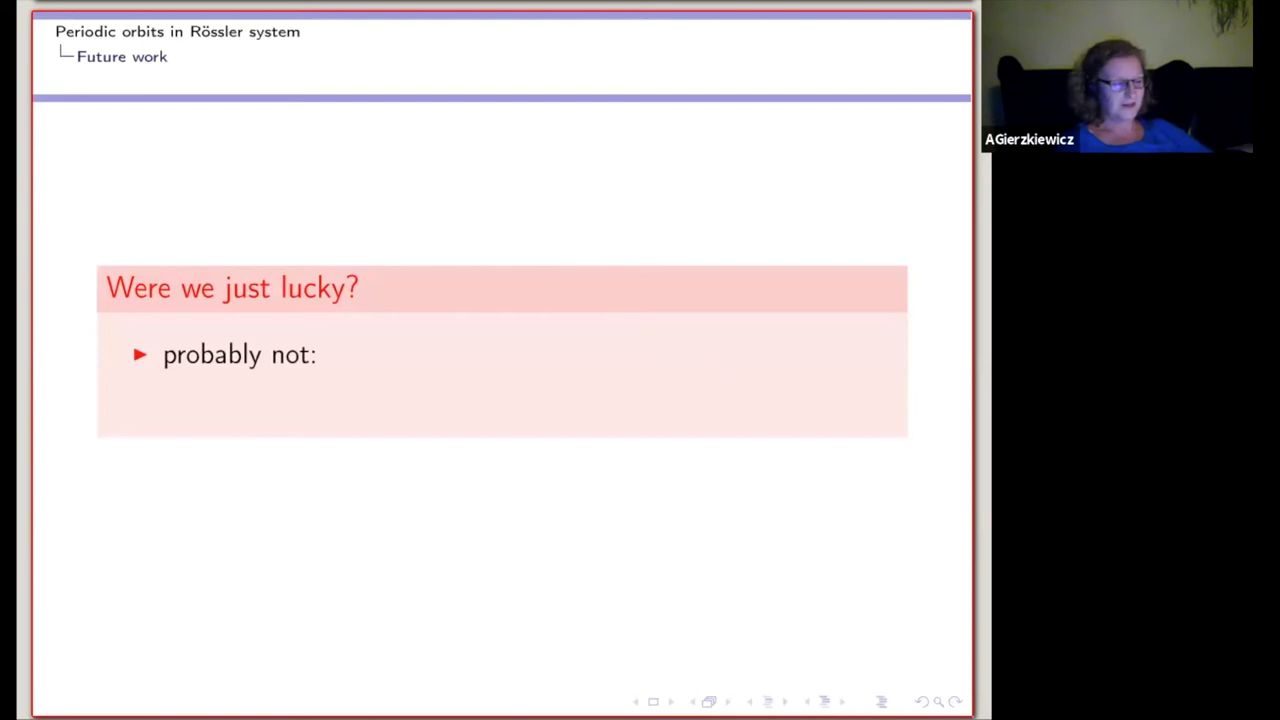 Periodic orbits in Rössler system
Future work
AGierzkiewicz
Were we just lucky?
probably not: